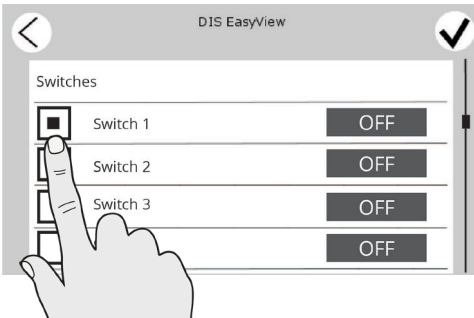 DIS EasyView
Switches
Switch 1 OFF
Switch 2 OFF
Switch 3 OFF
OFF